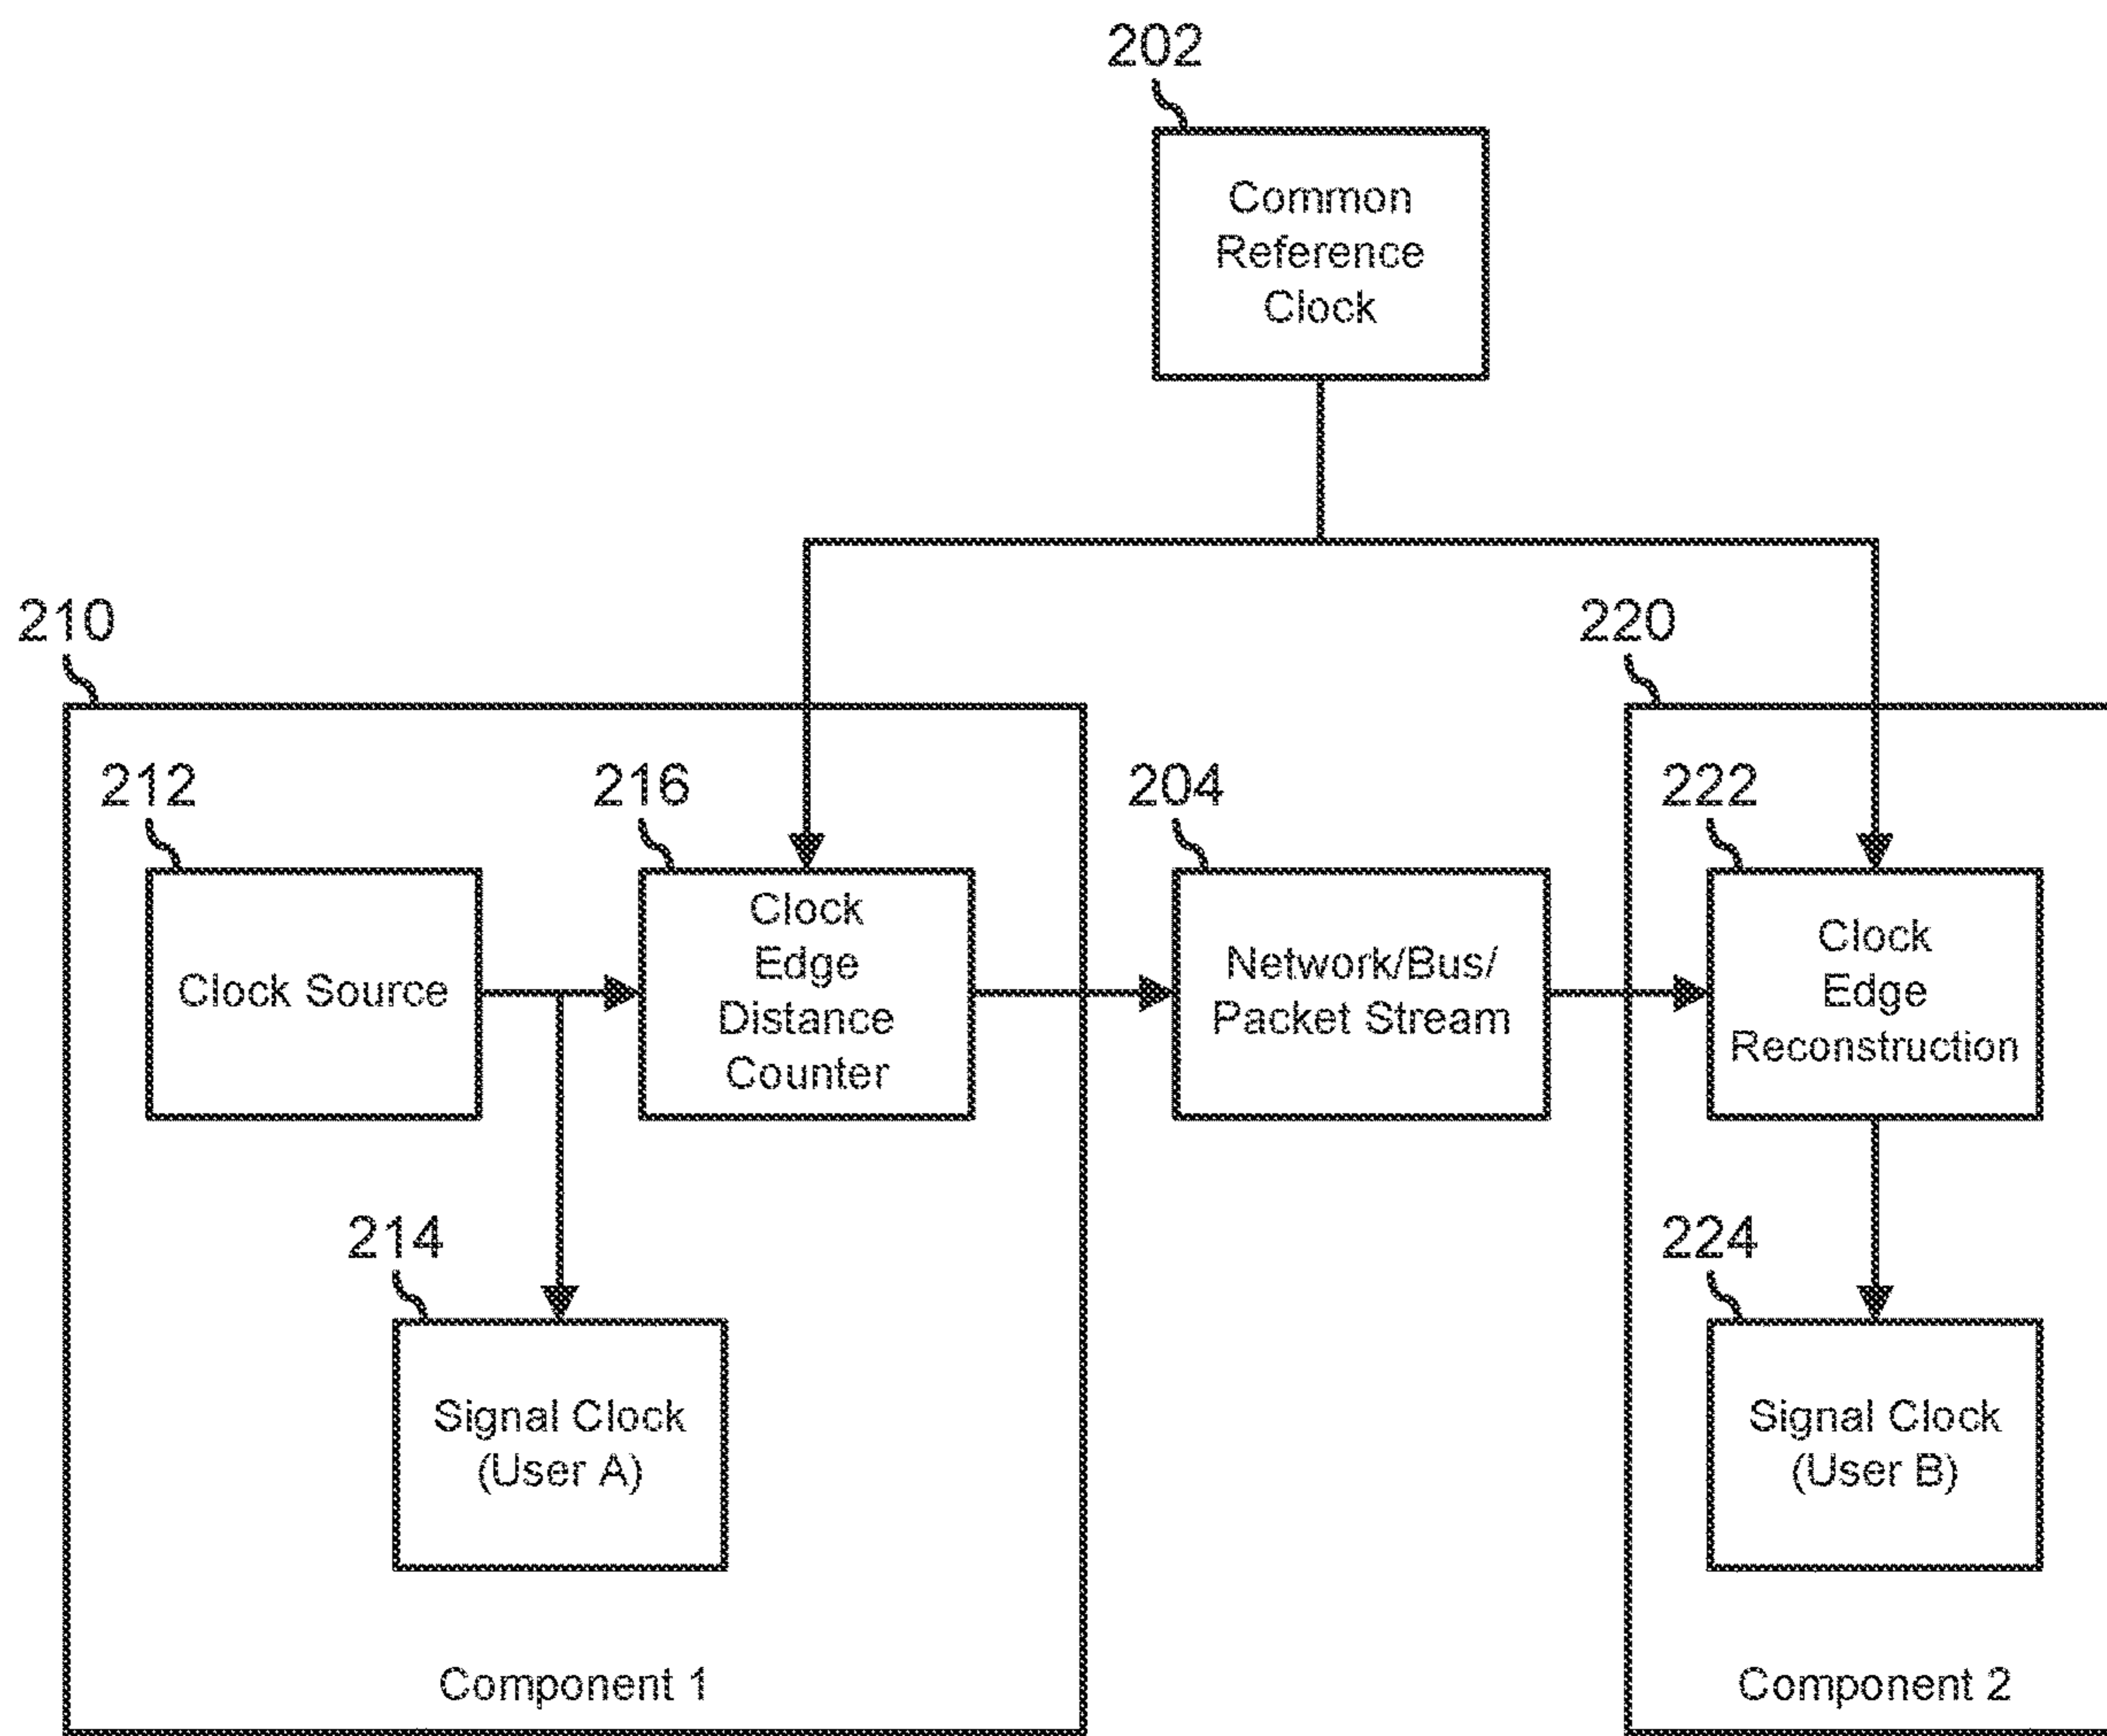 202
Common
Reference
Clock
210
220
212
216
204
222
Clock Source
Clock
Edge
Distance
Counter
Network/Bus/
Packet Stream
Clock
Edge
Reconstruction
214
224
Signal Clock
(User A)
Signal Clock
(User B)
Component 1
Component 2